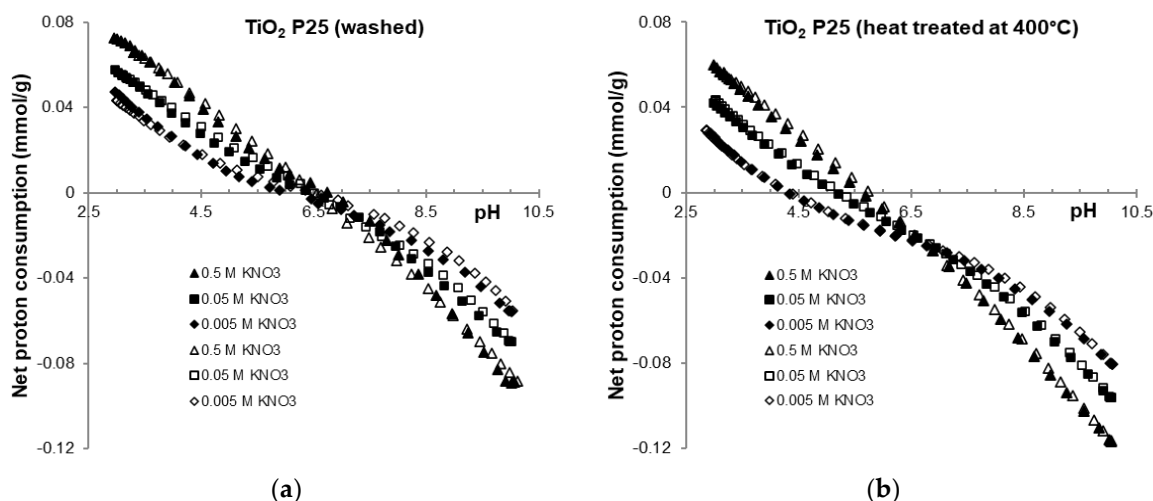 TiO2 P25 (washed)
Net proton consumption (mmol/g)
0.08
0.04
0
-0.04
-0.08
-0.12
2.5 4.5 6.5 8.5 10.5
pH
0.5 M KNO3
0.05 M KNO3
0.005 M KNO3
0.5 M KNO3
0.05 M KNO3
0.005 M KNO3
(a)
TiO2 P25 (heat treated at 400°C)
Net proton consumption (mmol/g)
0.08
0.04
0
-0.04
-0.08
-0.12
2.5 4.5 6.5 8.5 10.5
pH
0.5 M KNO3
0.05 M KNO3
0.005 M KNO3
0.5 M KNO3
0.05 M KNO3
0.005 M KNO3
(b)